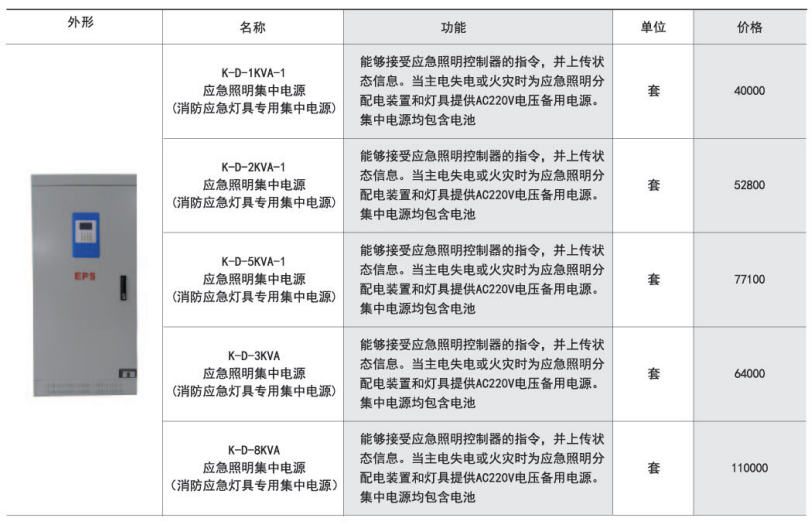 外形 名称 功能 单位 价格
K-D-1KVA-1
应急照明集中电源
(消防应急灯具专用集中电源)
能够接受应急照明控制器的指令，并上传状
态信息。当主电失电或火灾时为应急照明分
配电装置和灯具提供AC220V电压备用电源。
集中电源均包含电池
套
40000
K-D-2KVA-1
应急照明集中电源
(消防应急灯具专用集中电源)
能够接受应急照明控制器的指令，并上传状
态信息。当主电失电或火灾时为应急照明分
配电装置和灯具提供AC220V电压备用电源。
集中电源均包含电池
套
52800
EPS
K-D-5KVA-1
应急照明集中电源
(消防应急灯具专用集中电源)
能够接受应急照明控制器的指令，并上传状
态信息。当主电失电或火灾时为应急照明分
配电装置和灯具提供AC220V电压备用电源。
集中电源均包含电池
套
77100
K-D-3KVA
应急照明集中电源
(消防应急灯具专用集中电源)
能够接受应急照明控制器的指令，并上传状
态信息。当主电失电或火灾时为应急照明分
配电装置和灯具提供AC220V电压备用电源。
集中电源均包含电池
套
64000
K-D-8KVA
应急照明集中电源
(消防应急灯具专用集中电源)
能够接受应急照明控制器的指令，并上传状
态信息。当主电失电或火灾时为应急照明分
配电装置和灯具提供AC220V电压备用电源。
集中电源均包含电池
套
110000